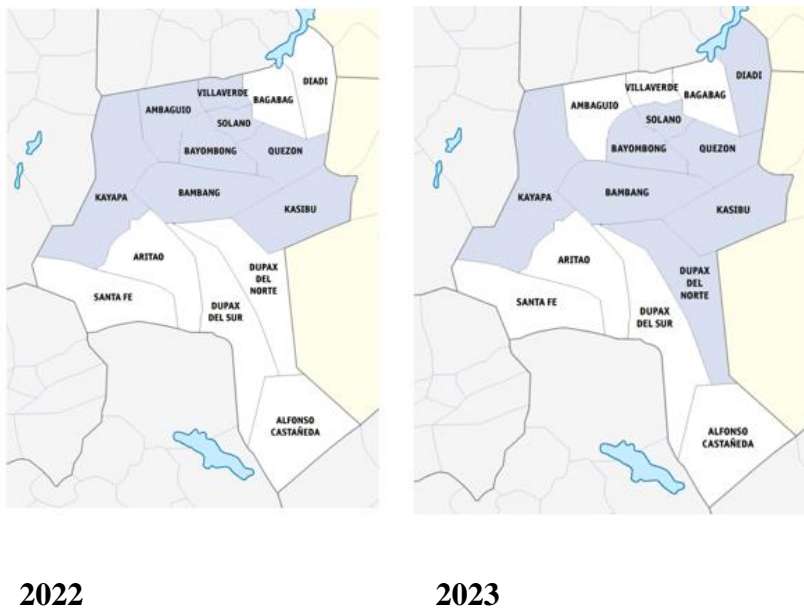 VILLAVERDE
DIADI
AMBAGUIO
BAGABAG
SOLANO
BAYOMBONG
QUEZON
KAYAPA
BAMBANG
KASIBU
ARITAO
DUPAX
DEL
NORTE
SANTA FE
DUPAX
DEL SUR
ALFONSO
CASTAÑEDA
2022
DIADI
VILLAVERDE
BAGABAG
AMBAGUIO
SOLANO
BAYOMBONG
QUEZON
KAYAPA
BAMBANG
KASIBU
ARITAO
DUPAX
DEL
NORTE
SANTA FE
DUPAX
DEL SUR
ALFONSO
CASTAÑEDA
2023